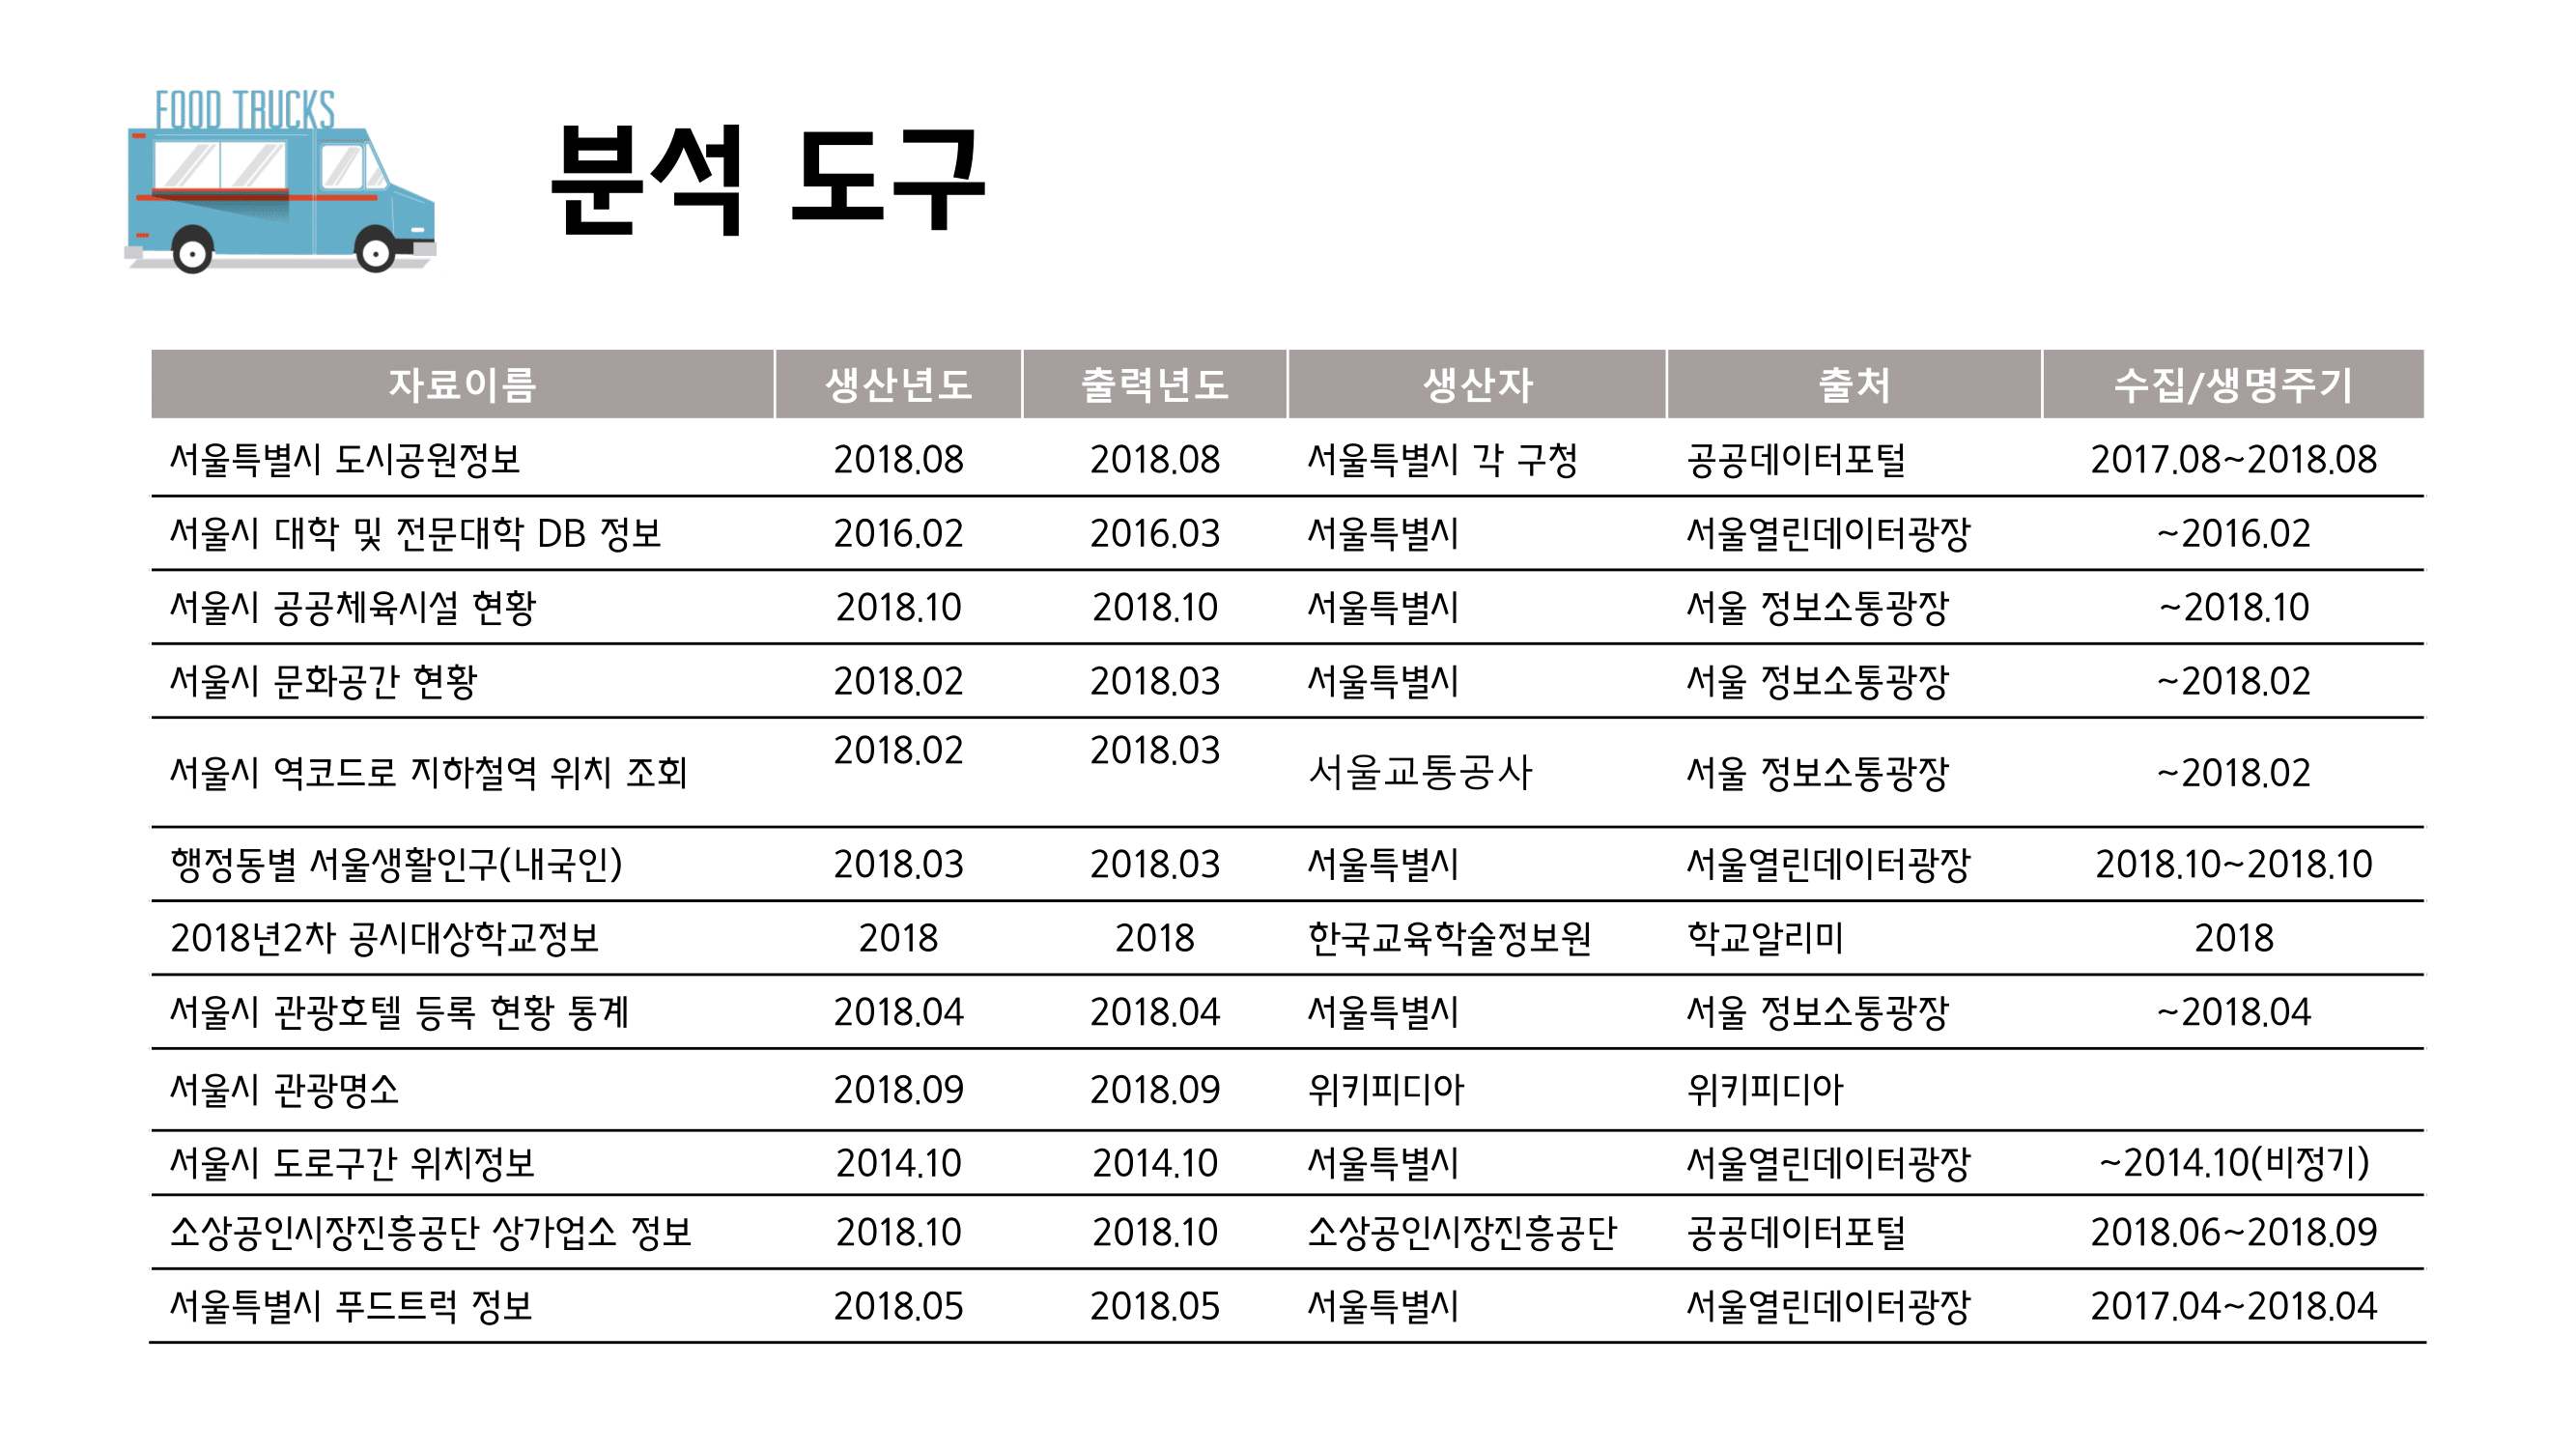 FOOD TRUCKS
분석 도구
자료이름 생산년도 출력년도 생산자 출처 수집/생명주기
서울특별시 도시공원정보 2018.08 2018.08 서울특별시 각 구청 공공데이터포털 2017.08~2018.08
서울시 대학 및 전문대학 DB 정보 2016.02 2016.03 서울특별시 서울열린데이터광장 ~2016.02
서울시 공공체육시설 현황 2018.10 2018.10 서울특별시 서울 정보소통광장 ~2018.10
서울시 문화공간 현황 2018.02 2018.03 서울특별시 서울 정보소통광장 ~2018.02
서울시 역코드로 지하철역 위치 조회 2018.02 2018.03 서울교통공사 서울 정보소통광장 ~2018.02
행정동별 서울생활인구(내국인) 2018.03 2018.03 서울특별시 서울열린데이터광장 2018.10~2018.10
2018년2차 공시대상학교정보 2018 2018 한국교육학술정보원 학교알리미 2018
서울시 관광호텔 등록 현황 통계 2018.04 2018.04 서울특별시 서울 정보소통광장 ~2018.04
서울시 관광명소 2018.09 2018.09 위키피디아 위키피디아
서울시 도로구간 위치정보 2014.10 2014.10 서울특별시 서울열린데이터광장 ~2014.10(비정기)
소상공인시장진흥공단 상가업소 정보 2018.10 2018.10 소상공인시장진흥공단 공공데이터포털 2018.06~2018.09
서울특별시 푸드트럭 정보 2018.05 2018.05 서울특별시 서울열린데이터광장 2017.04~2018.04